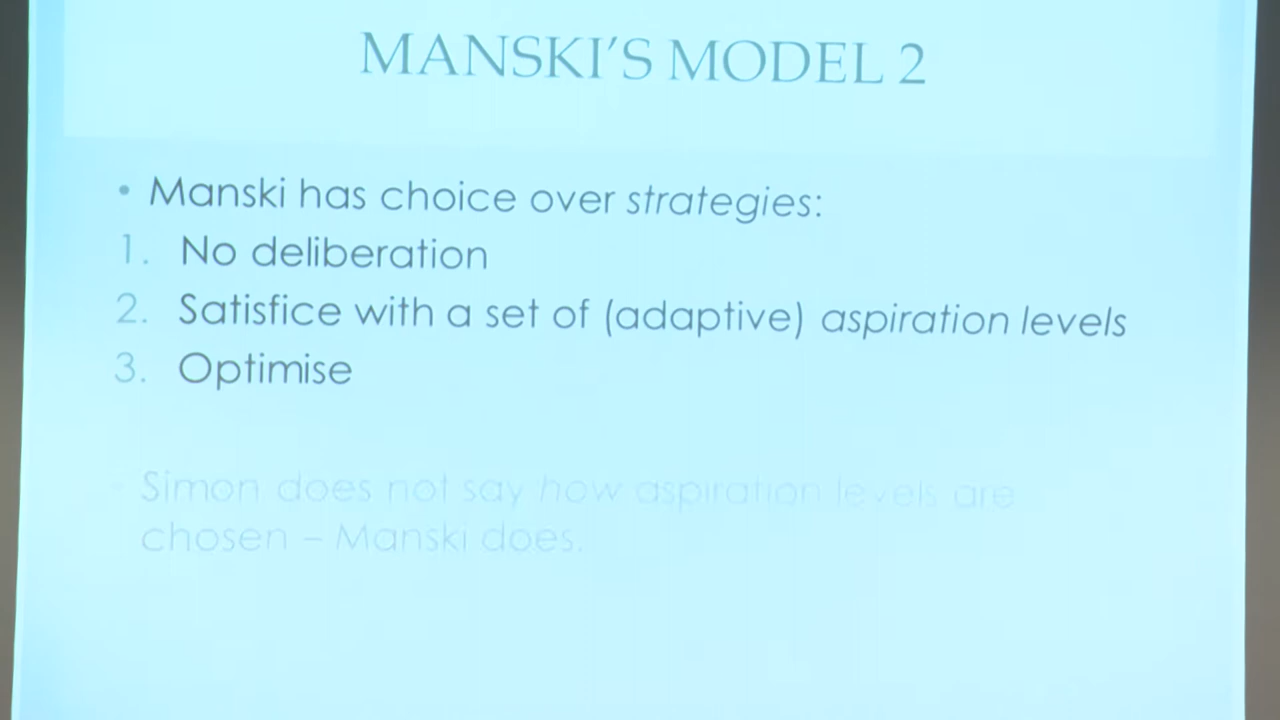 MANSKI'S MODEL 2
• Manski has choice over strategies:
1. No deliberation
2. Satisfice with a set of (adaptive) aspiration levels
3. Optimise
- Simon does not say how aspiration levels are
chosen – Manski does.